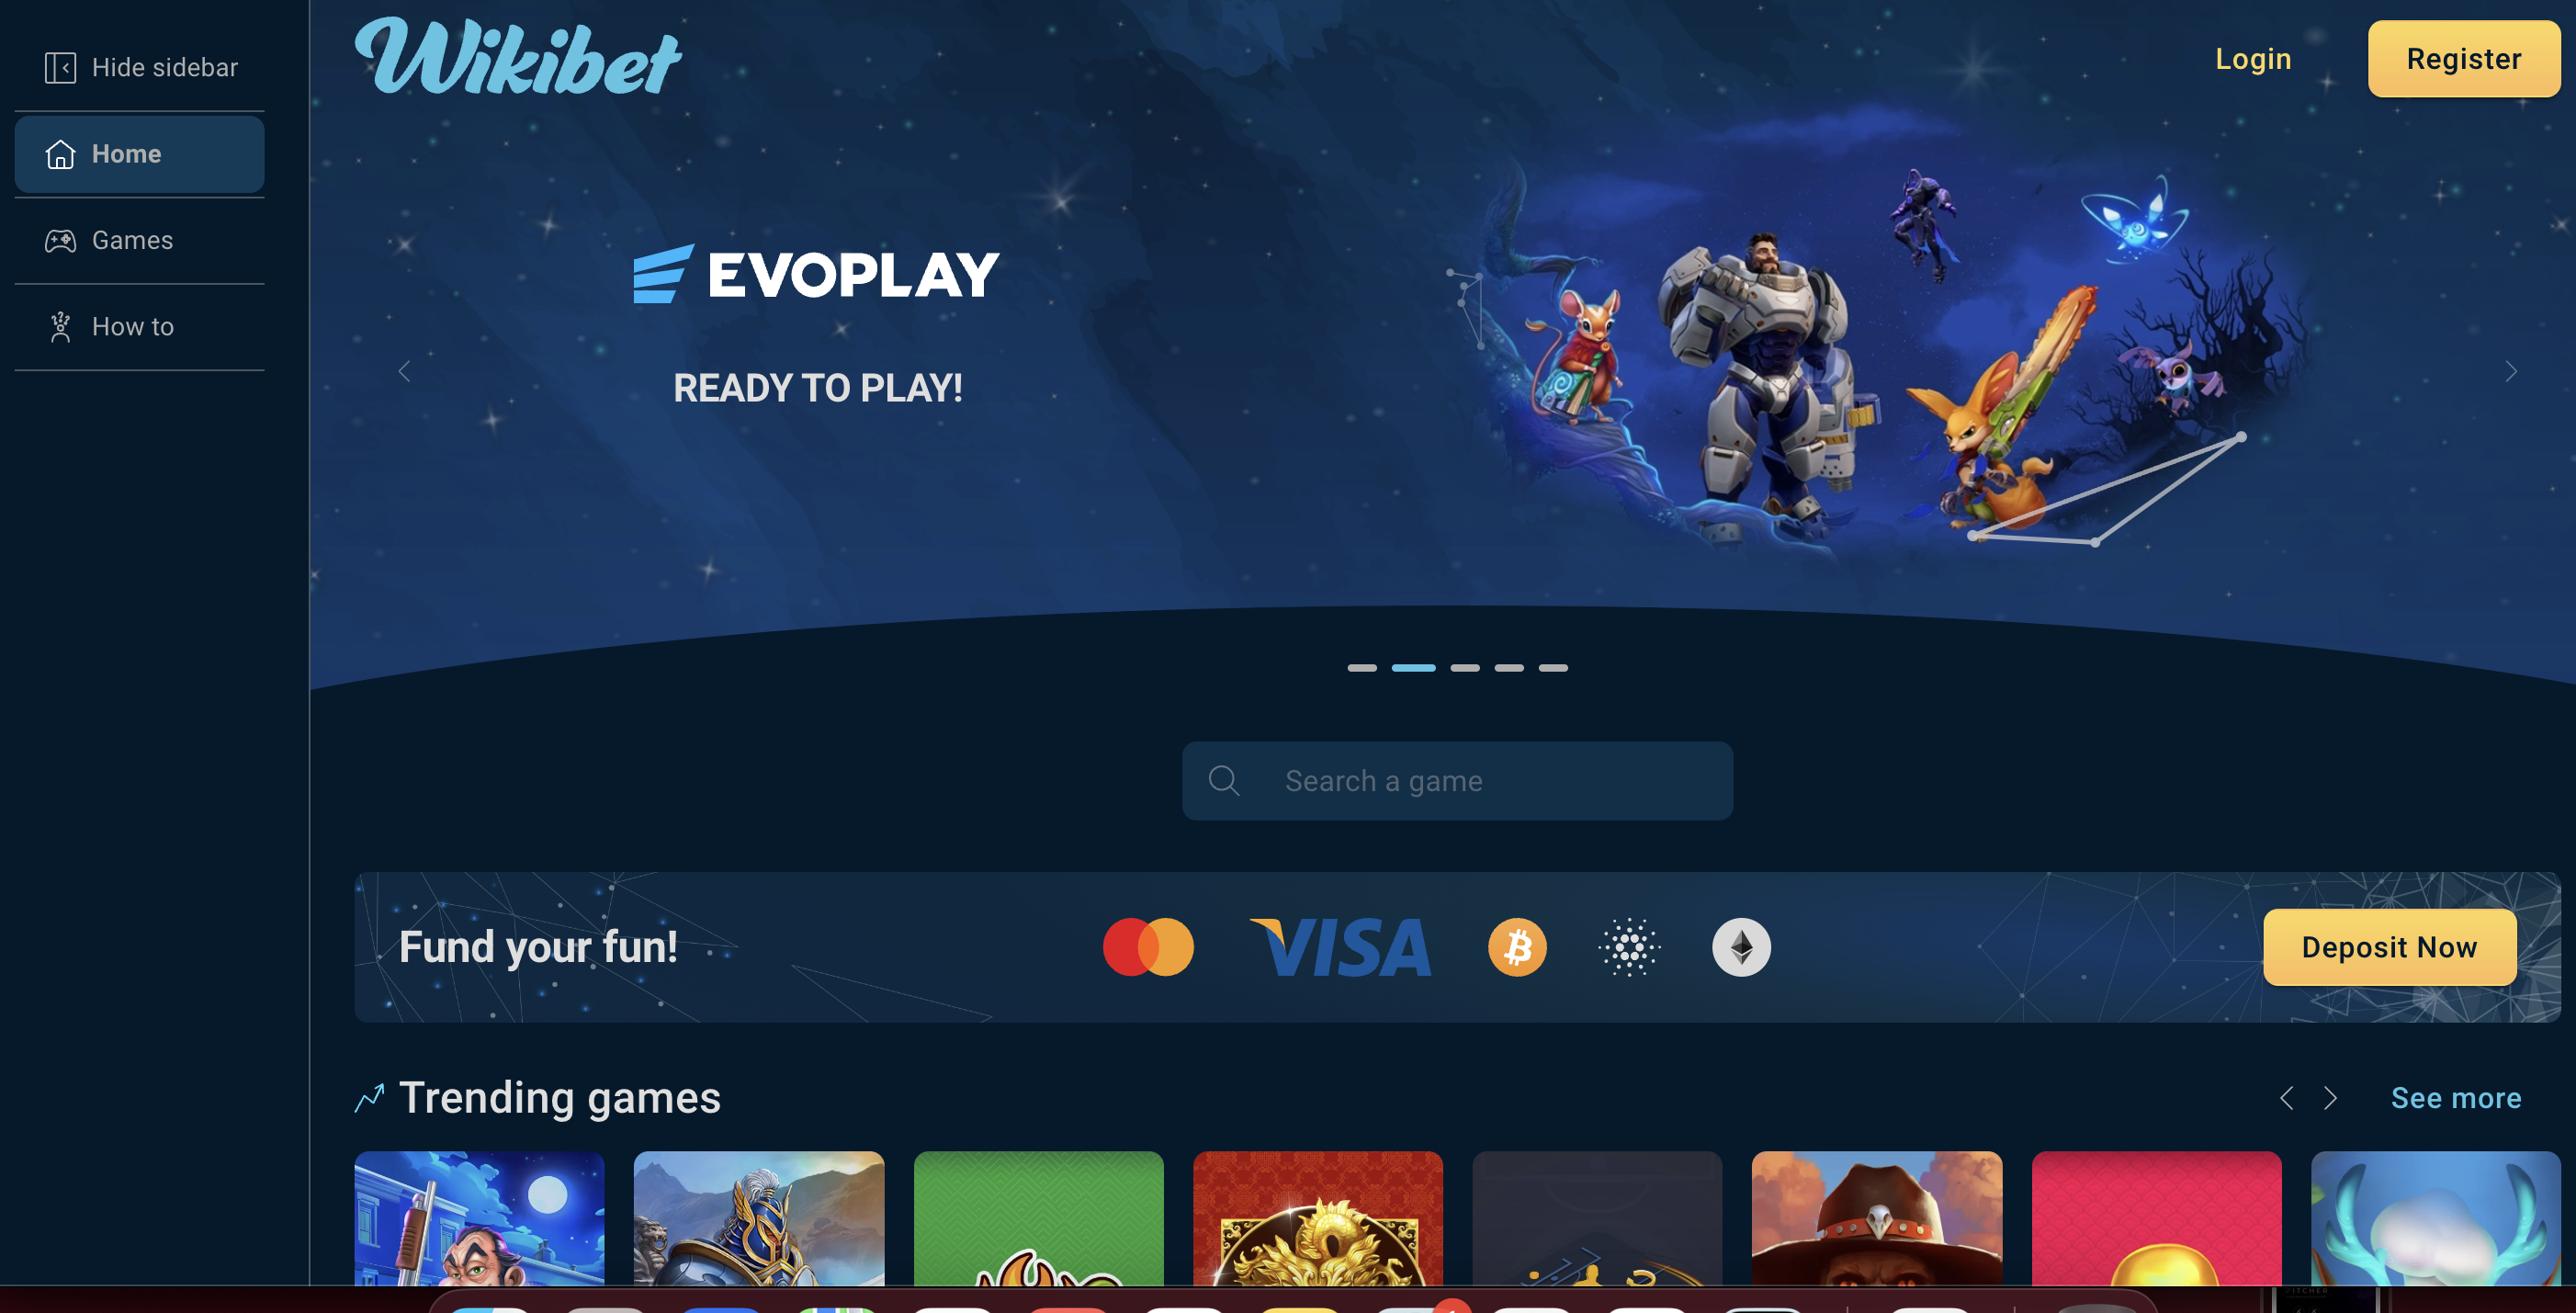 Hide sidebar
Home
Games
How to
Wikibet
Login
Register
EVOPLAY
READY TO PLAY!
Search a game
Fund your fun!
VISA
Deposit Now
Trending games
See more